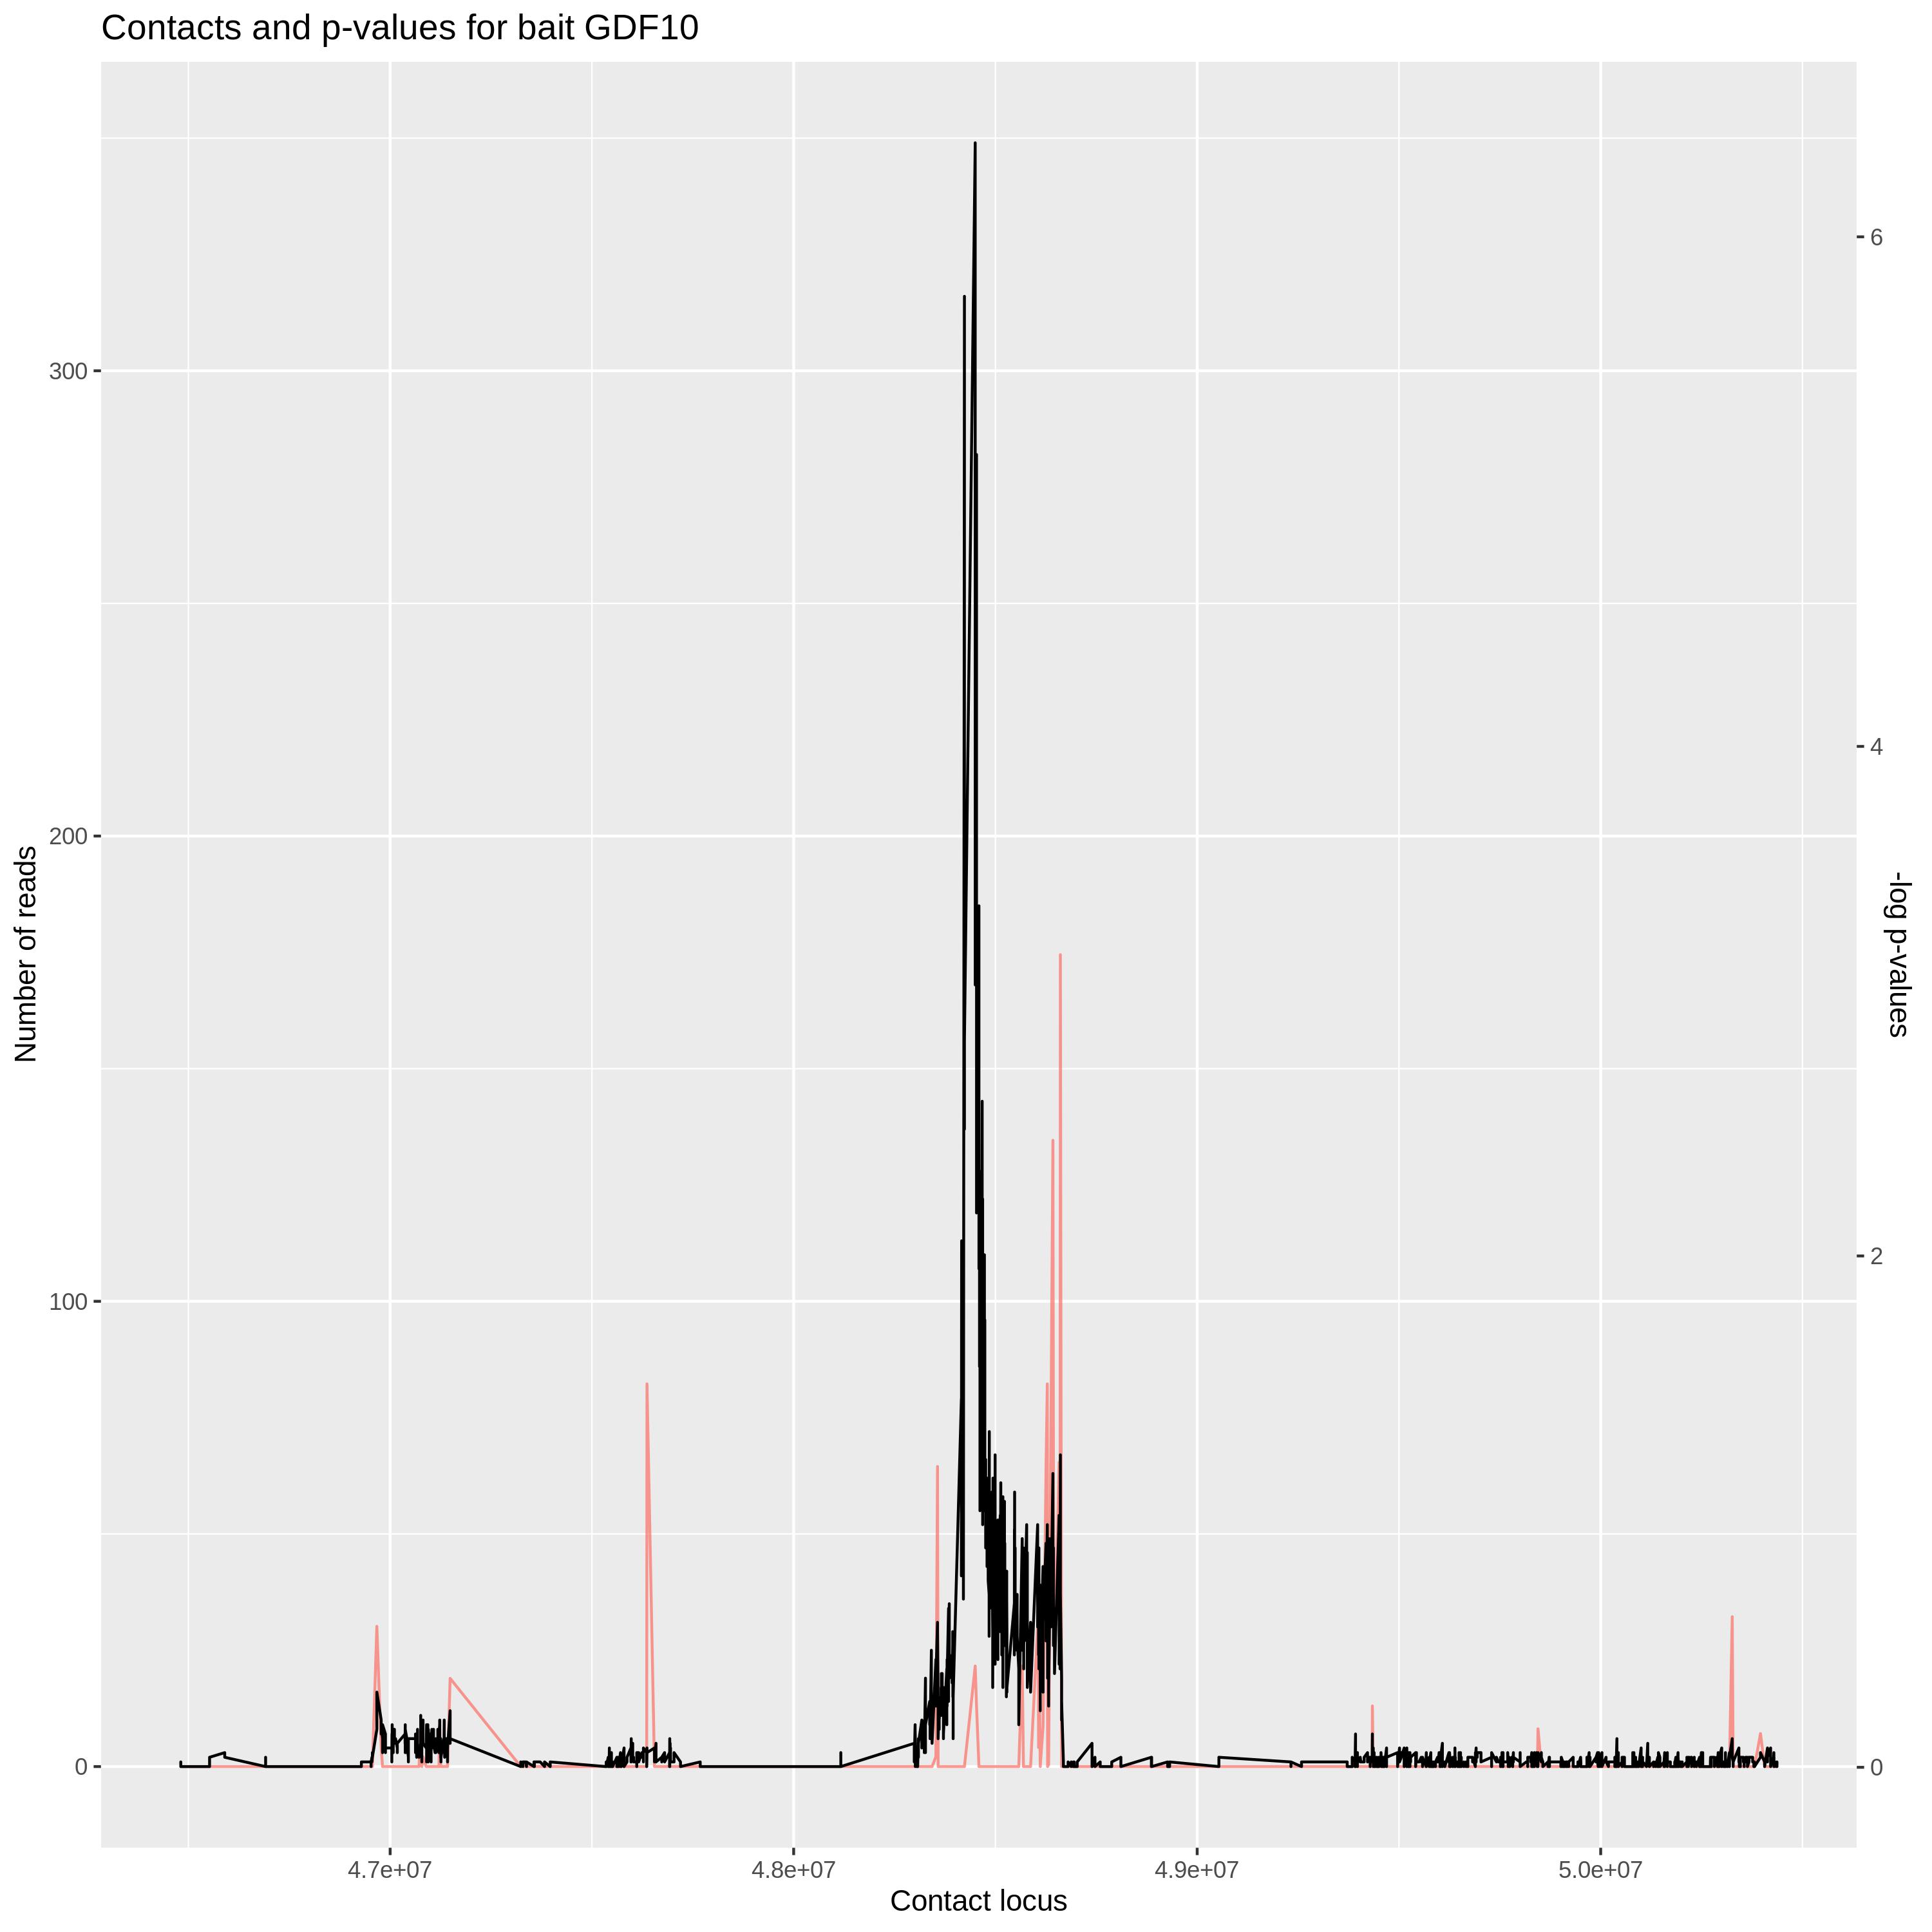 Contacts and p-values for bait GDF10
Number of reads
300
200
100
0
6
4
2
0
-log p-values
4.7e+07 4.8e+07 4.9e+07 5.0e+07
Contact locus